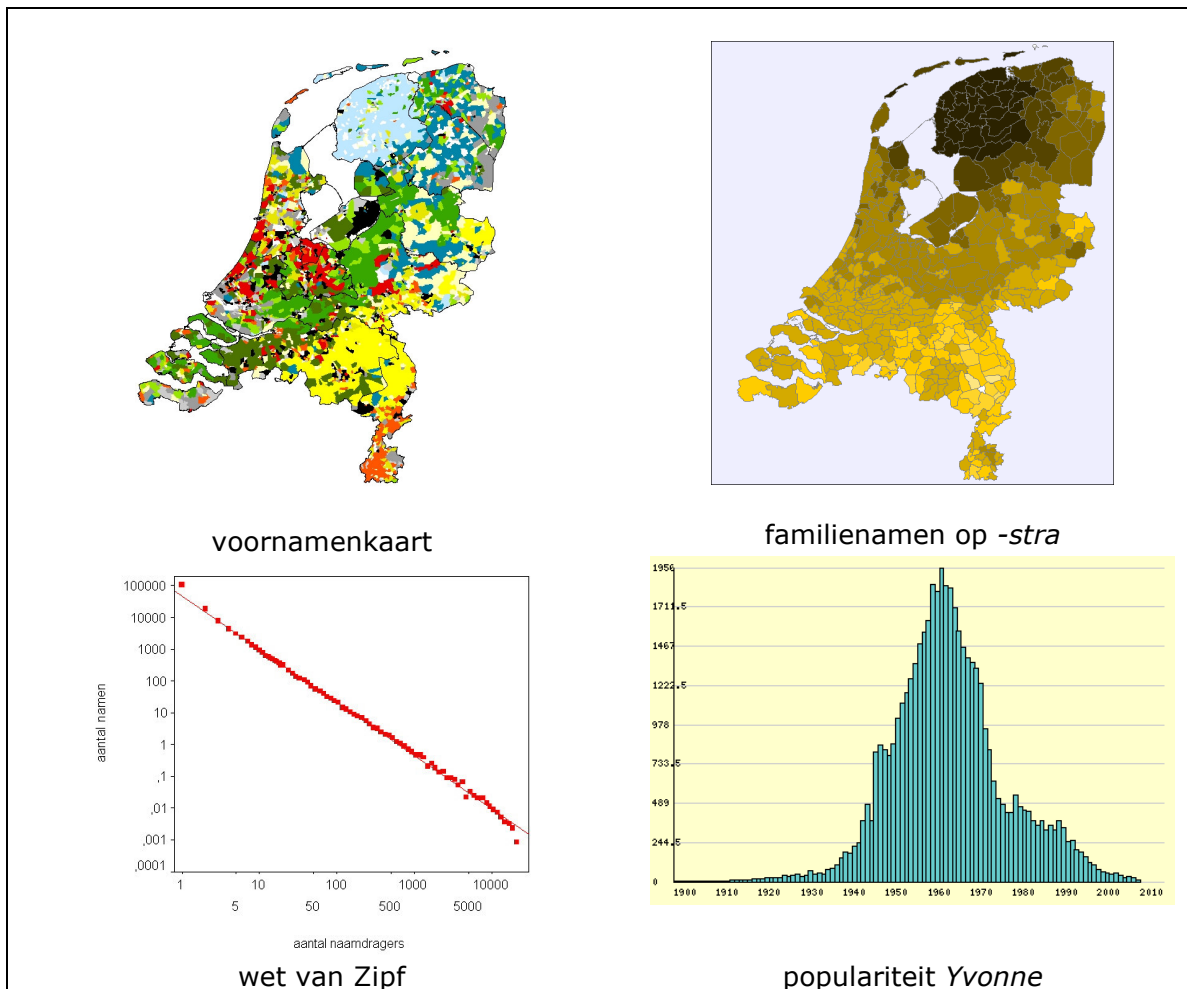 voornamenkaart
familienamen op -stra
100000
10000
1000
100
10
1
,1
,01
,001
,0001
aantal namen
1 10 100 1000 10000
5 50 500 5000
aantal naamdragers
wet van Zipf
1956
1711.5
1467
1222.5
978
733.5
489
244.5
0
1900 1910 1920 1930 1940 1950 1960 1970 1980 1990 2000 2010
populariteit Yvonne